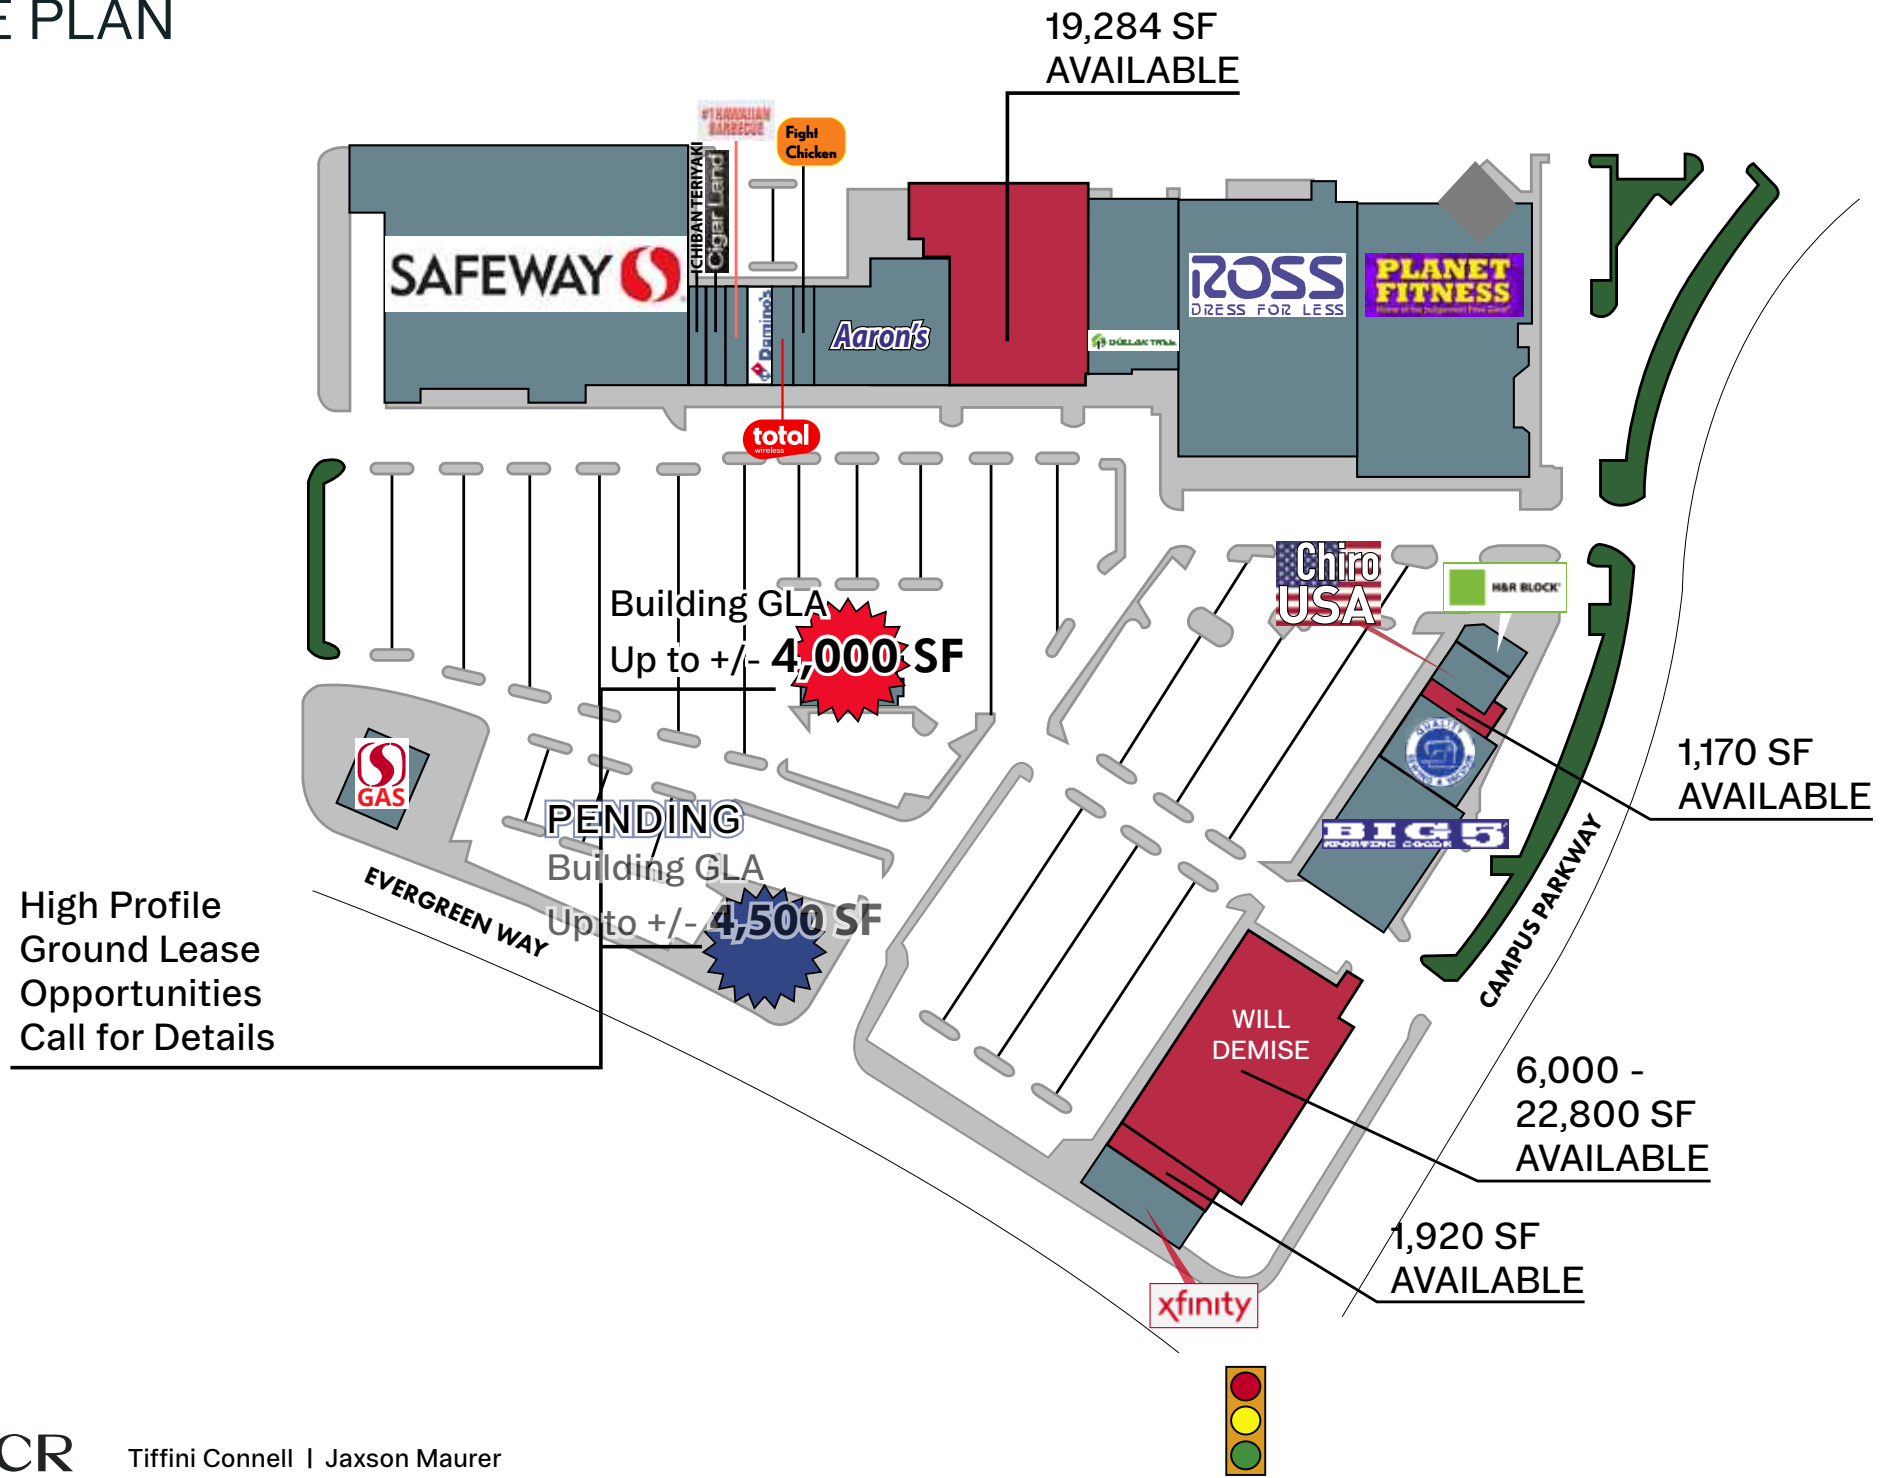 E PLAN
19,284 SF
AVAILABLE
#1 HAWAIIAN
BARBECUE
Fight
Chicken
ICHIBAN TERIYAKI
Cigar Land
SAFEWAY
Domino's
Aaron's
DOLLAR TREE
ROSS
DRESS FOR LESS
PLANET
FITNESS
total
wireless
Chiro
USA
H&R BLOCK
Building GLA
Up to +/- 4,000 SF
GAS
QUALITY
1,170 SF
AVAILABLE
PENDING
Building GLA
Up to +/- 4,500 SF
BIG 5
SPORTING GOODS
EVERGREEN WAY
CAMPUS PARKWAY
High Profile
Ground Lease
Opportunities
Call for Details
WILL
DEMISE
6,000 -
22,800 SF
AVAILABLE
1,920 SF
AVAILABLE
xfinity
CR
Tiffini Connell | Jaxson Maurer